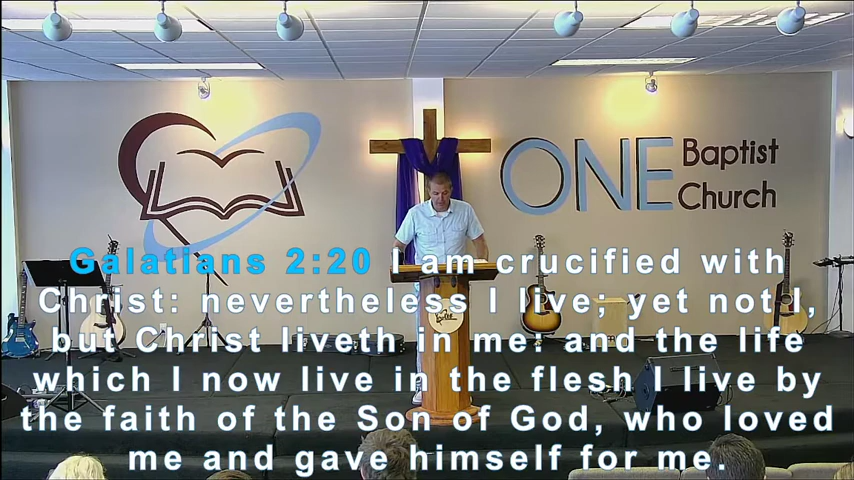 ONE Baptist
Church
Galatians 2:20 I am crucified with
Christ: nevertheless I live, yet not I,
but Christ liveth in me: and the life
which I now live in the flesh I live by
the faith of the Son of God, who loved
me and gave himself for me.